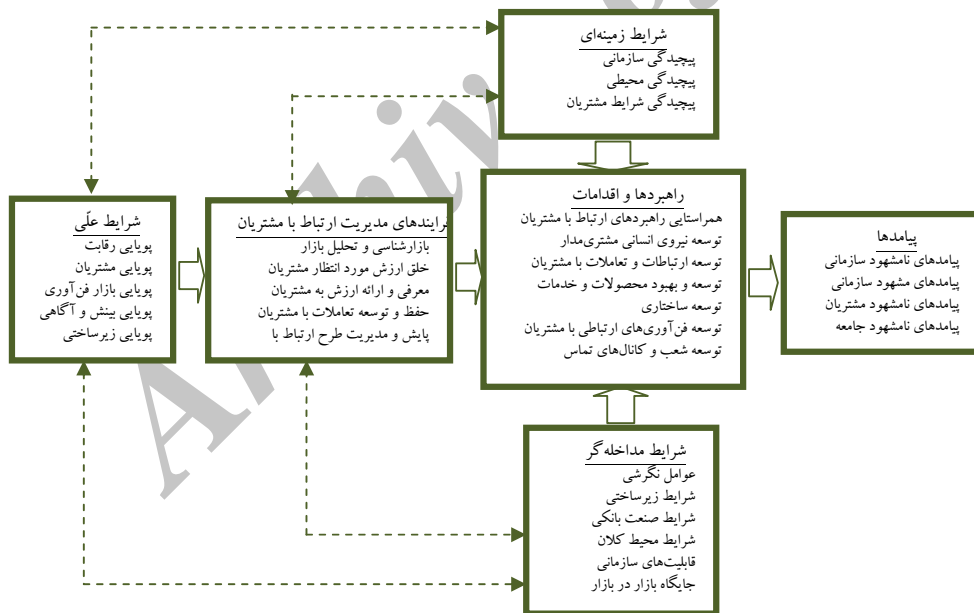 شرایط زمینه‌ای
پیچیدگی سازمانی
پیچیدگی محیطی
پیچیدگی شرایط مشتریان
شرایط علّی
پویایی رقابت
پویایی مشتریان
پویایی بازار فن‌آوری
پویایی بینش و آگاهی
پویایی زیرساختی
فرایندهای مدیریت ارتباط با مشتریان
بازارشناسی و تحلیل بازار
خلق ارزش مورد انتظار مشتریان
معرفی و ارائه ارزش به مشتریان
حفظ و توسعه تعاملات با مشتریان
پایش و مدیریت طرح ارتباط با
راهبردها و اقدامات
همراستایی راهبردهای ارتباط با مشتریان
توسعه نیروی انسانی مشتری‌مدار
توسعه ارتباطات و تعاملات با مشتریان
توسعه و بهبود محصولات و خدمات
توسعه ساختاری
توسعه فن‌آوری‌های ارتباطی با مشتریان
توسعه شعب و کانال‌های تماس
پیامدها
پیامدهای نامشهود سازمانی
پیامدهای مشهود سازمانی
پیامدهای نامشهود مشتریان
پیامدهای نامشهود جامعه
شرایط مداخله‌گر
عوامل نگرشی
شرایط زیرساختی
شرایط صنعت بانکی
شرایط محیط کلان
قابلیت‌های سازمانی
جایگاه بازار در بازار